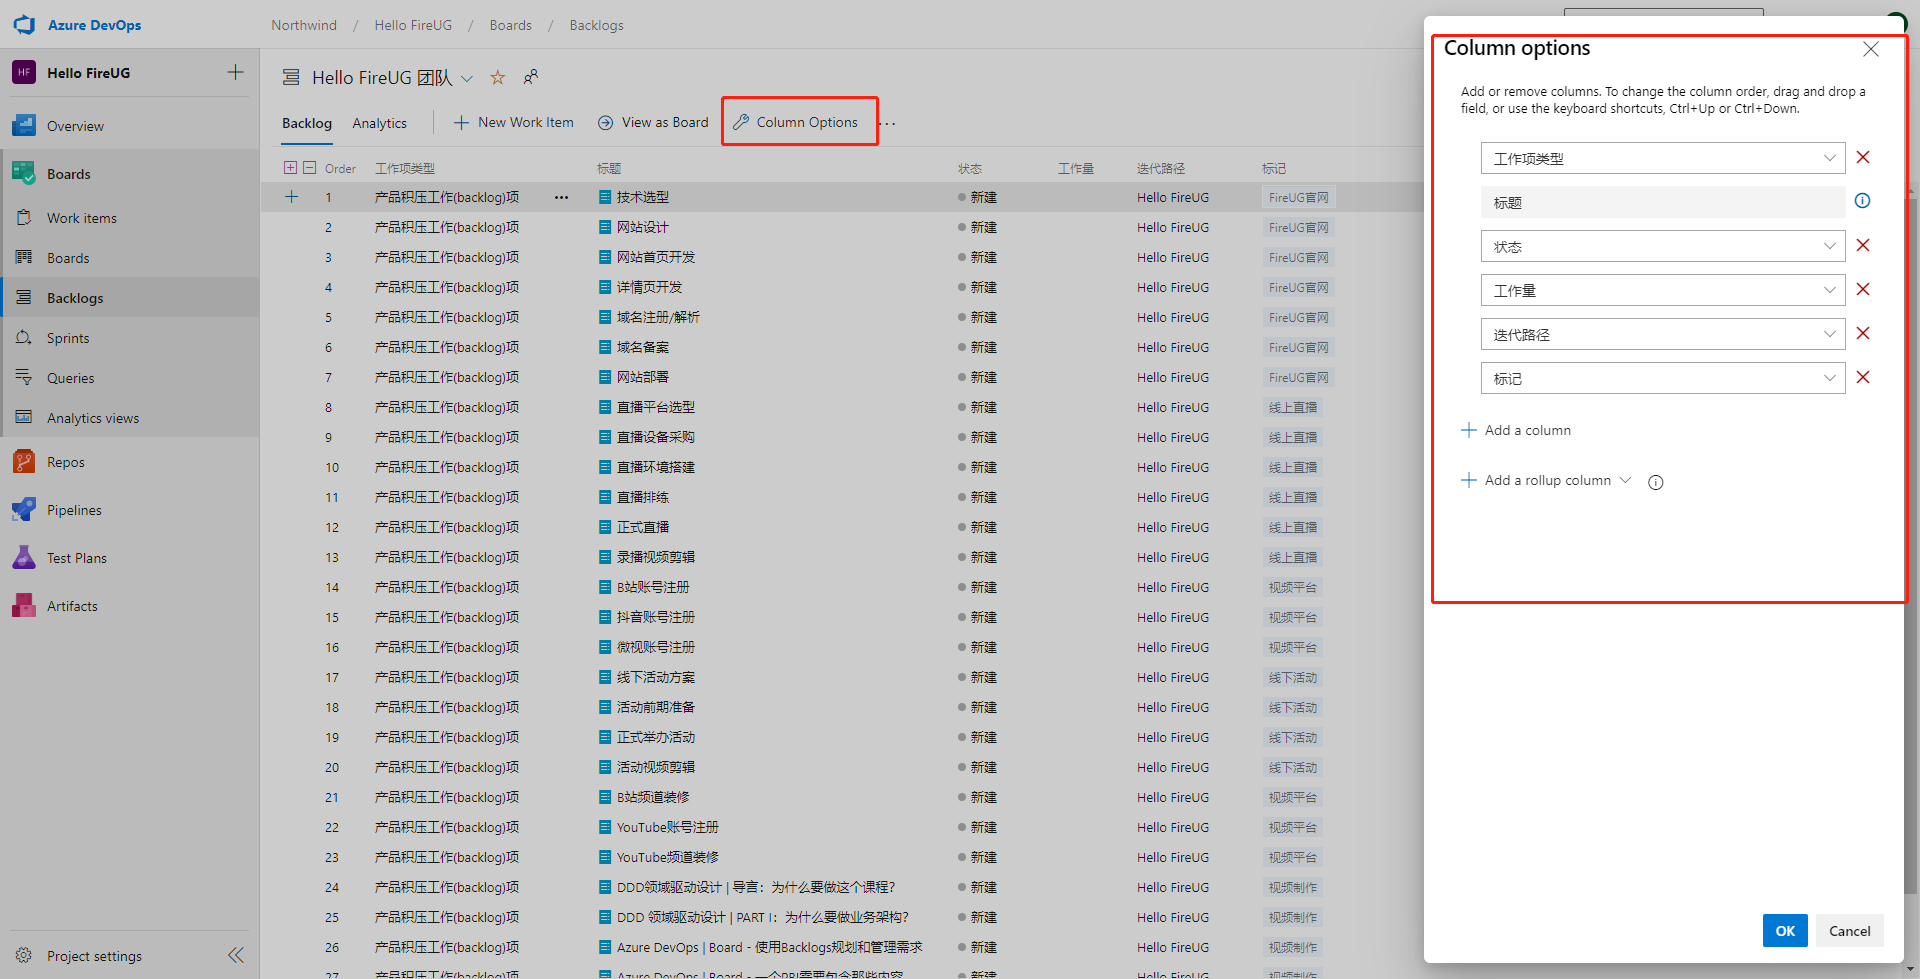 Azure DevOps
Northwind / Hello FireUG / Boards / Backlogs
HF Hello FireUG
Overview
Boards
Work items
Boards
Backlogs
Sprints
Queries
Analytics views
Repos
Pipelines
Test Plans
Artifacts
Project settings
Hello FireUG 团队
Backlog Analytics New Work Item View as Board Column Options ...
Order 工作项类型 标题 状态 工作量 迭代路径 标记
1 产品积压工作(backlog)项 ... 技术选型 新建 Hello FireUG FireUG官网
2 产品积压工作(backlog)项 网站设计 新建 Hello FireUG FireUG官网
3 产品积压工作(backlog)项 网站首页开发 新建 Hello FireUG FireUG官网
4 产品积压工作(backlog)项 详情页开发 新建 Hello FireUG FireUG官网
5 产品积压工作(backlog)项 域名注册/解析 新建 Hello FireUG FireUG官网
6 产品积压工作(backlog)项 域名备案 新建 Hello FireUG FireUG官网
7 产品积压工作(backlog)项 网站部署 新建 Hello FireUG FireUG官网
8 产品积压工作(backlog)项 直播平台选型 新建 Hello FireUG 线上直播
9 产品积压工作(backlog)项 直播设备采购 新建 Hello FireUG 线上直播
10 产品积压工作(backlog)项 直播环境搭建 新建 Hello FireUG 线上直播
11 产品积压工作(backlog)项 直播排练 新建 Hello FireUG 线上直播
12 产品积压工作(backlog)项 正式直播 新建 Hello FireUG 线上直播
13 产品积压工作(backlog)项 录播视频剪辑 新建 Hello FireUG 线上直播
14 产品积压工作(backlog)项 B站账号注册 新建 Hello FireUG 视频平台
15 产品积压工作(backlog)项 抖音账号注册 新建 Hello FireUG 视频平台
16 产品积压工作(backlog)项 微视账号注册 新建 Hello FireUG 视频平台
17 产品积压工作(backlog)项 线下活动方案 新建 Hello FireUG 线下活动
18 产品积压工作(backlog)项 活动前期准备 新建 Hello FireUG 线下活动
19 产品积压工作(backlog)项 正式举办活动 新建 Hello FireUG 线下活动
20 产品积压工作(backlog)项 活动视频剪辑 新建 Hello FireUG 线下活动
21 产品积压工作(backlog)项 B站频道装修 新建 Hello FireUG 视频平台
22 产品积压工作(backlog)项 YouTube账号注册 新建 Hello FireUG 视频平台
23 产品积压工作(backlog)项 YouTube频道装修 新建 Hello FireUG 视频平台
24 产品积压工作(backlog)项 DDD领域驱动设计 | 导言：为什么要做这个课程? 新建 Hello FireUG 视频制作
25 产品积压工作(backlog)项 DDD 领域驱动设计 | PART I：为什么要做业务架构? 新建 Hello FireUG 视频制作
26 产品积压工作(backlog)项 Azure DevOps | Board - 使用Backlogs规划和管理需求 新建 Hello FireUG 视频制作
27 产品积压工作(backlog)项 Azure DevOps | Board - 一个PBI需要包含那些内容 新建 Hello FireUG 视频制作
Column options
Add or remove columns. To change the column order, drag and drop a
field, or use the keyboard shortcuts, Ctrl+Up or Ctrl+Down.
工作项类型
标题
状态
工作量
迭代路径
标记
Add a column
Add a rollup column
OK Cancel